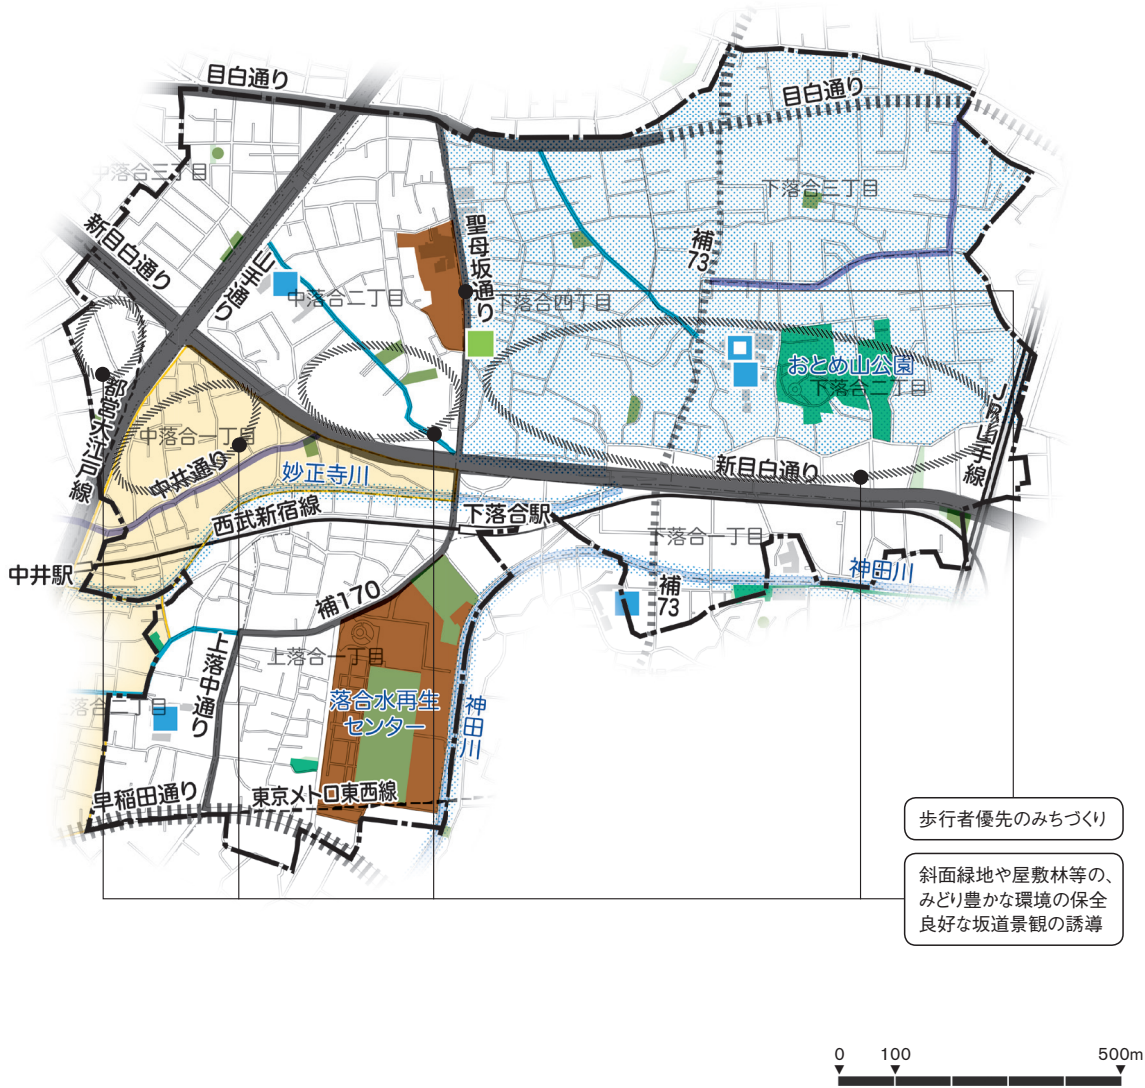 目白通り
目白通り
中落合三丁目
下落合三丁目
新目白通り
山手通り
聖母坂通り
補
73
中落合二丁目
下落合四丁目
おとめ山公園
下落合二丁目
都営大江戸線
JR山手線
中落合一丁目
中井通り
妙正寺川
新目白通り
西武新宿線
下落合駅
下落合一丁目
中井駅
神田川
補170
補
73
上落中通り
上落合一丁目
落合二丁目
落合水再生
センター
神田川
早稲田通り
東京メトロ東西線
歩行者優先のみちづくり
斜面緑地や屋敷林等の、
みどり豊かな環境の保全
良好な坂道景観の誘導
0 100 500m